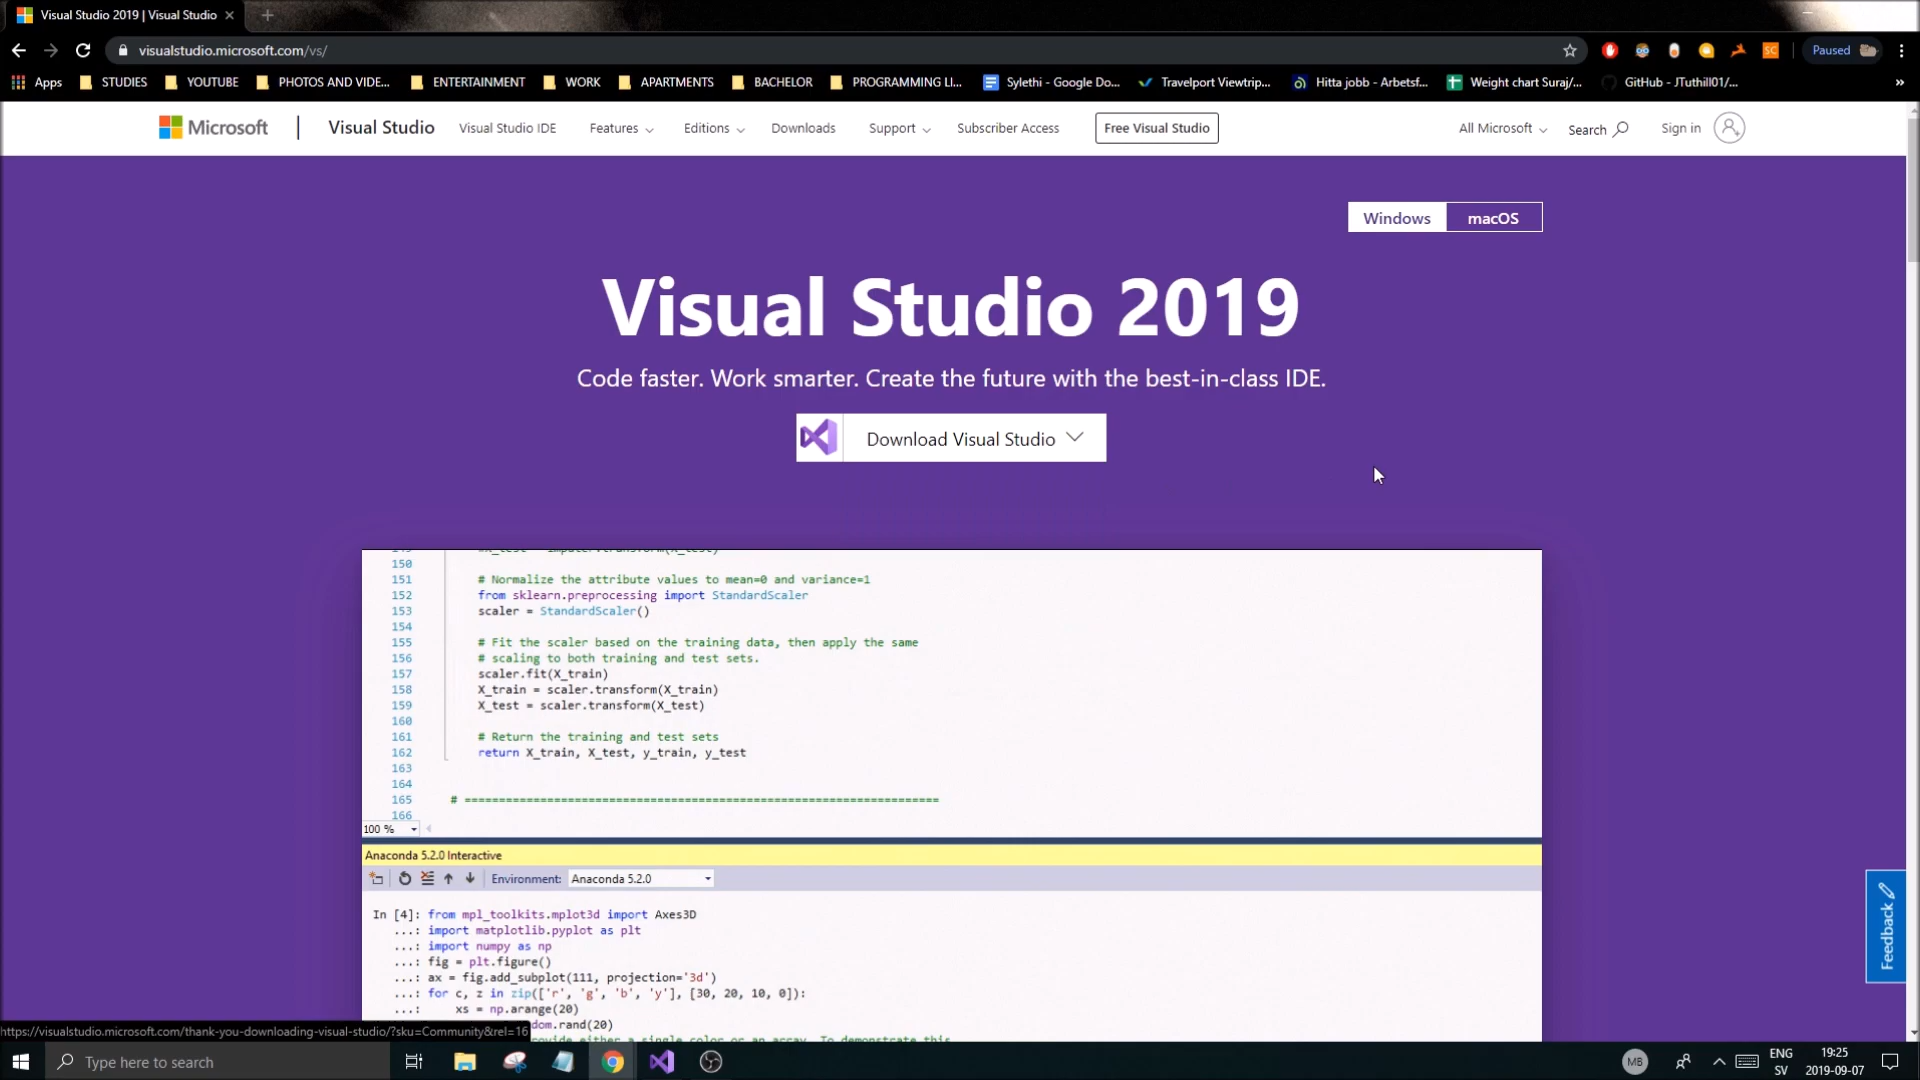 Visual Studio 2019 | Visual Studio
visualstudio.microsoft.com/vs/
Paused
Apps STUDIES YOUTUBE PHOTOS AND VIDE... ENTERTAINMENT WORK APARTMENTS BACHELOR PROGRAMMING LI... Sylethi - Google Do... Travelport Viewtrip... Hitta jobb - Arbetsf... Weight chart Suraj/... GitHub - JTuthill01/... »
Microsoft | Visual Studio Visual Studio IDE Features Editions Downloads Support Subscriber Access Free Visual Studio All Microsoft Search Sign in
Windows macOS
Visual Studio 2019
Code faster. Work smarter. Create the future with the best-in-class IDE.
Download Visual Studio
150
151 # Normalize the attribute values to mean=0 and variance=1
152 from sklearn.preprocessing import StandardScaler
153 scaler = StandardScaler()
154
155 # Fit the scaler based on the training data, then apply the same
156 # scaling to both training and test sets.
157 scaler.fit(X_train)
158 X_train = scaler.transform(X_train)
159 X_test = scaler.transform(X_test)
160
161 # Return the training and test sets
162 return X_train, X_test, y_train, y_test
163
164
165 # =====================================================================
166
100 %
Anaconda 5.2.0 Interactive
Environment: Anaconda 5.2.0
In [4]: from mpl_toolkits.mplot3d import Axes3D
...: import matplotlib.pyplot as plt
...: import numpy as np
...: fig = plt.figure()
...: ax = fig.add_subplot(111, projection='3d')
...: for c, z in zip(['r', 'g', 'b', 'y'], [30, 20, 10, 0]):
...: xs = np.arange(20)
dom.rand(20)
Feedback
https://visualstudio.microsoft.com/thank-you-downloading-visual-studio/?sku=Community&rel=16
Type here to search
SC
MB
ENG
SV
19:25
2019-09-07